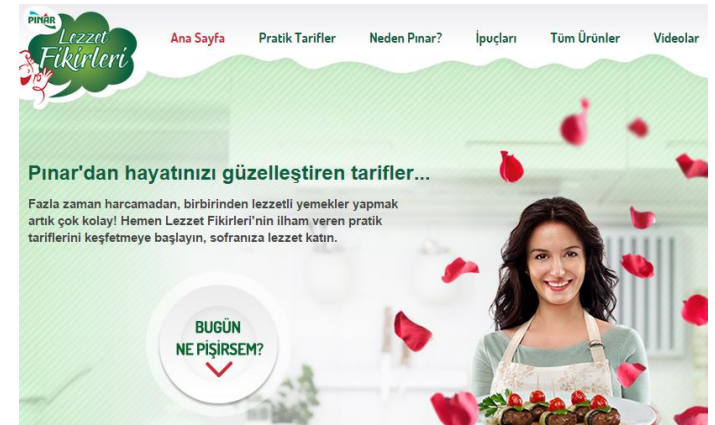 PINAR
Lezzet
Fikirleri
Ana Sayfa Pratik Tarifler Neden Pınar? İpuçları Tüm Ürünler Videolar
Pınar'dan hayatınızı güzelleştiren tarifler...
Fazla zaman harcamadan, birbirinden lezzetli yemekler yapmak
artık çok kolay! Hemen Lezzet Fikirleri'nin ilham veren pratik
tariflerini keşfetmeye başlayın, sofranıza lezzet katın.
BUGÜN
NE PİŞİRSEM?